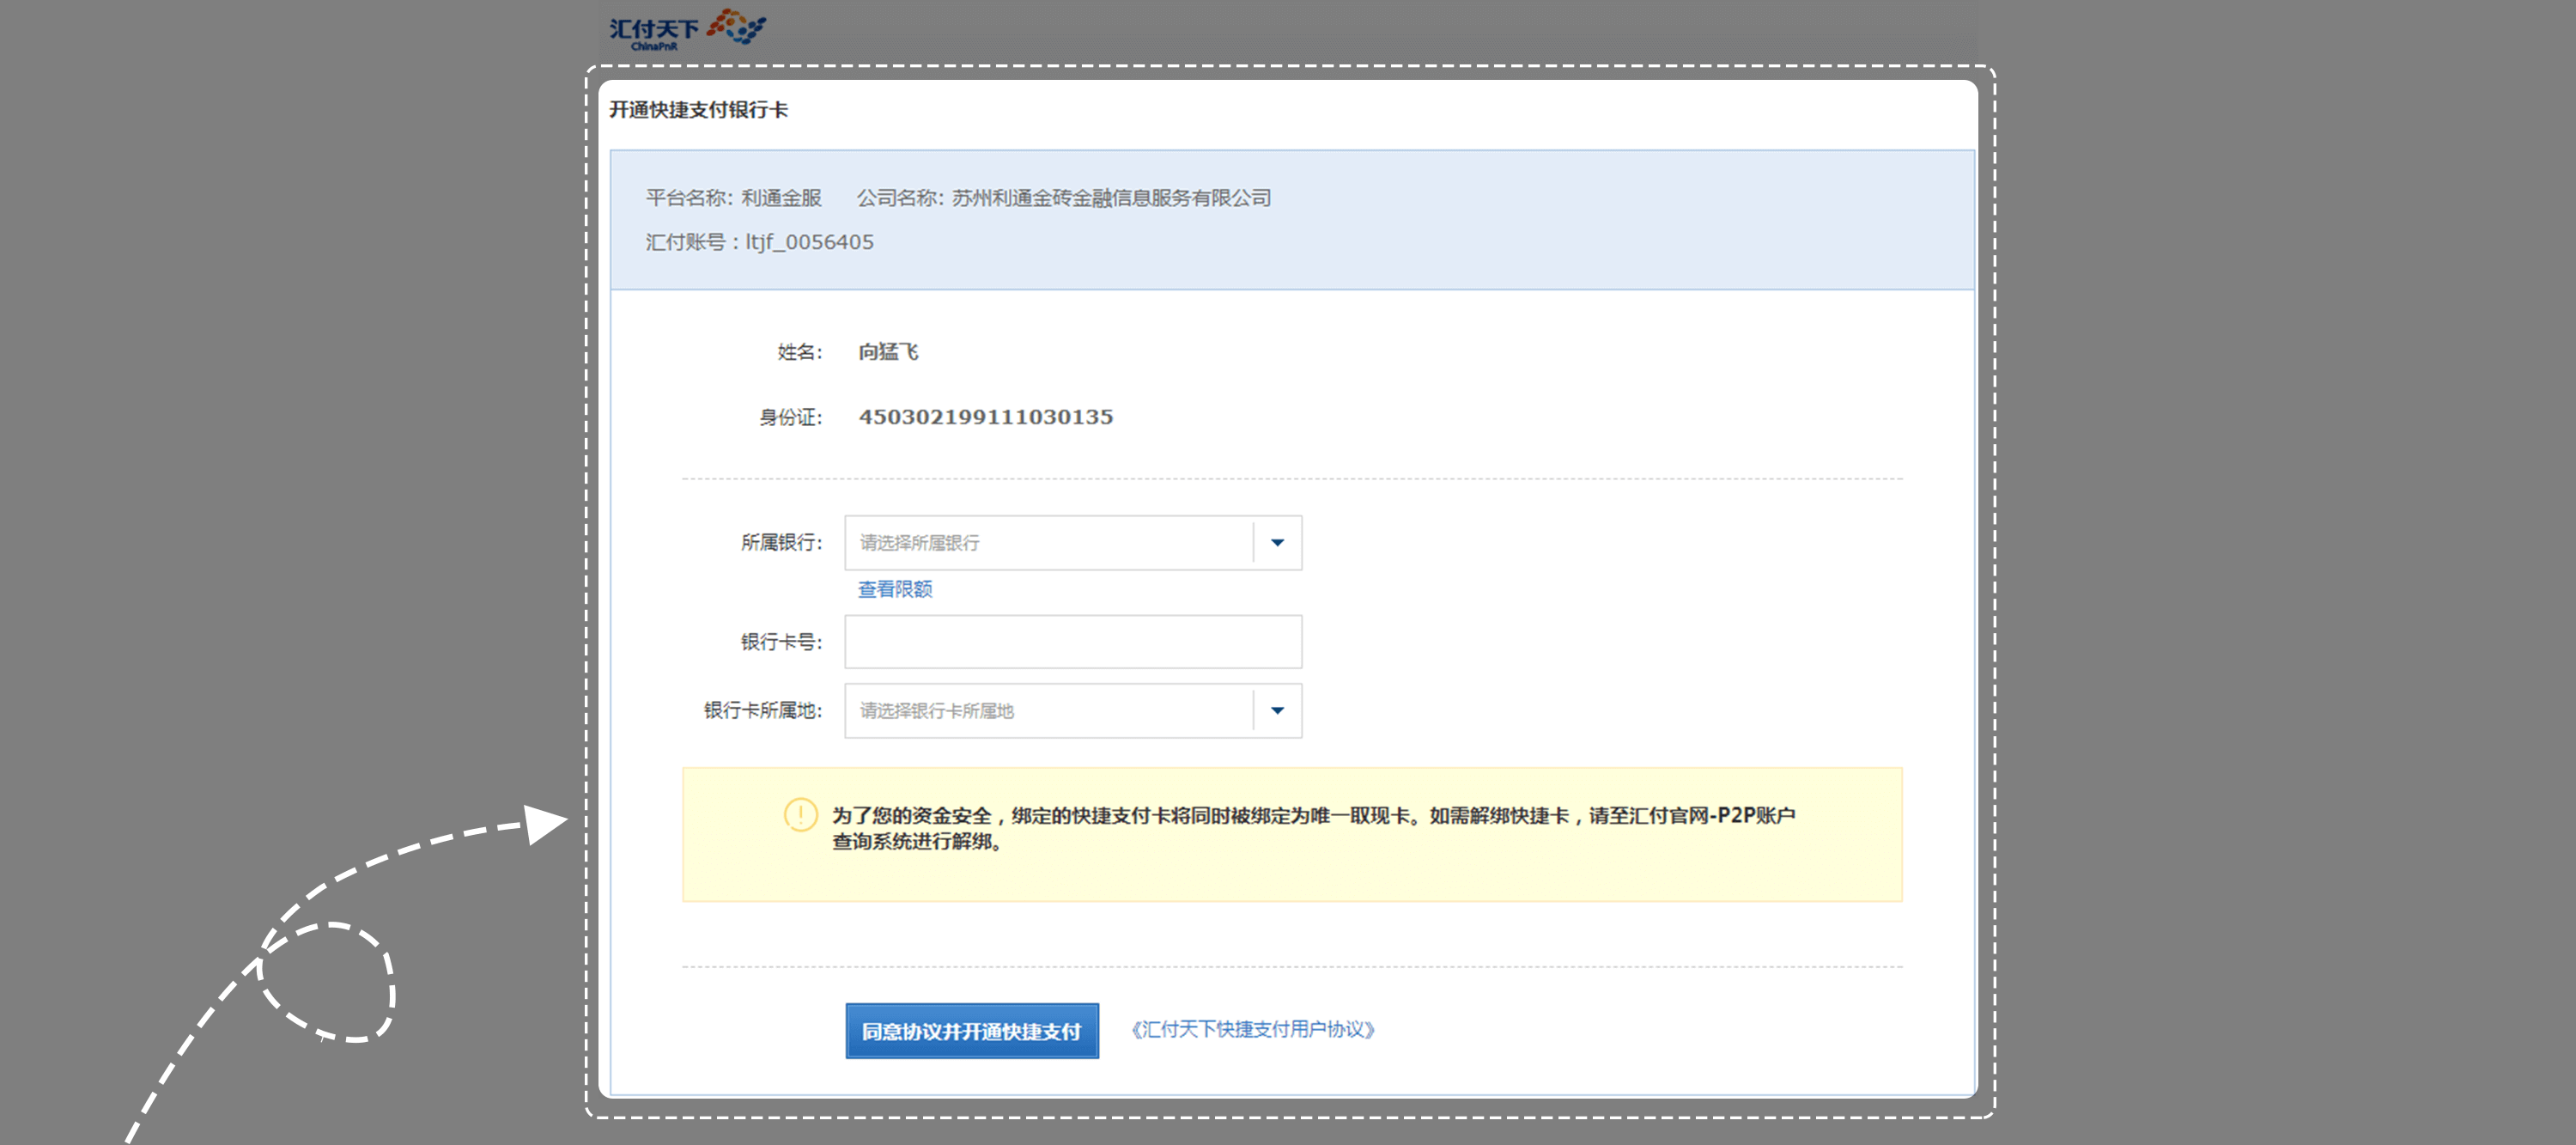 汇付天下
ChinaPnR
开通快捷支付银行卡
平台名称：利通金服 公司名称：苏州利通金砖金融信息服务有限公司
汇付账号：ltjf_0056405
姓名： 向猛飞
身份证： 450302199111030135
所属银行： 请选择所属银行
查看限额
银行卡号：
银行卡所属地： 请选择银行卡所属地
为了您的资金安全，绑定的快捷支付卡将同时被绑定为唯一取现卡。如需解绑快捷卡，请至汇付官网-P2P账户
查询系统进行解绑。
同意协议并开通快捷支付 《汇付天下快捷支付用户协议》